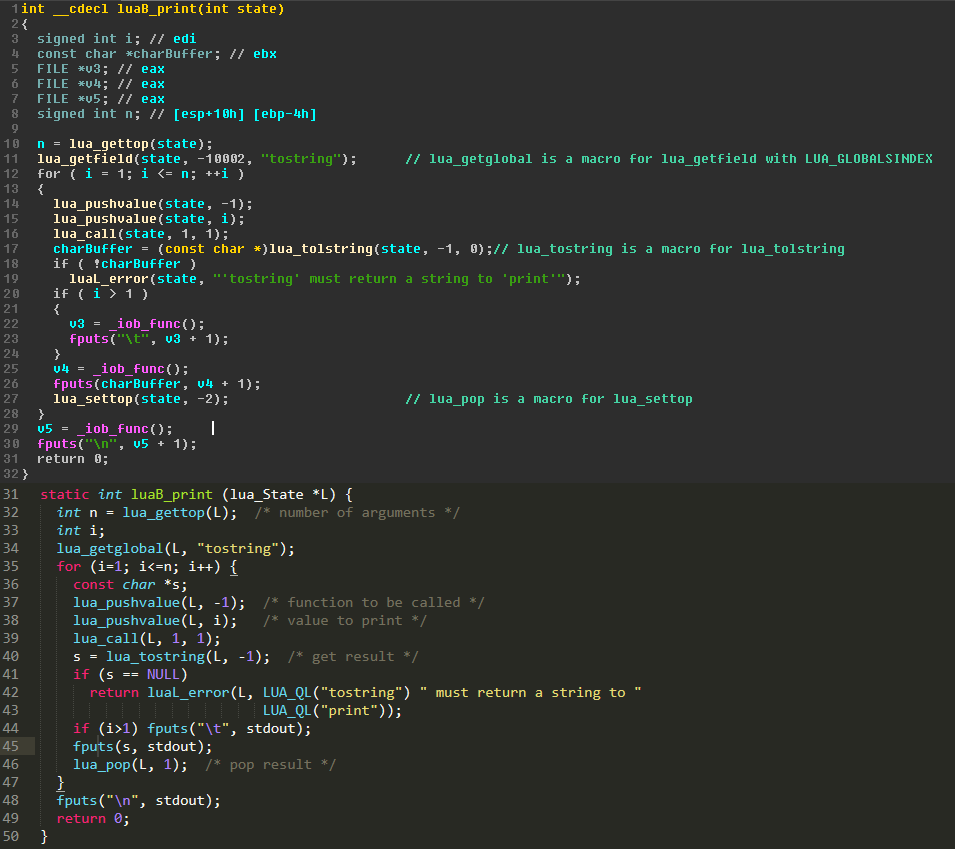 1 int __cdecl luaB_print(int state)
2 {
3   signed int i; // edi
4   const char *charBuffer; // ebx
5   FILE *v3; // eax
6   FILE *v4; // eax
7   FILE *v5; // eax
8   signed int n; // [esp+10h] [ebp-4h]
9
10   n = lua_gettop(state);
11   lua_getfield(state, -10002, "tostring");      // lua_getglobal is a macro for lua_getfield with LUA_GLOBALSINDEX
12   for ( i = 1; i <= n; ++i )
13   {
14     lua_pushvalue(state, -1);
15     lua_pushvalue(state, i);
16     lua_call(state, 1, 1);
17     charBuffer = (const char *)lua_tolstring(state, -1, 0);// lua_tostring is a macro for lua_tolstring
18     if ( !charBuffer )
19       luaL_error(state, "'tostring' must return a string to 'print'");
20     if ( i > 1 )
21     {
22       v3 = _iob_func();
23       fputs("\t", v3 + 1);
24     }
25     v4 = _iob_func();
26     fputs(charBuffer, v4 + 1);
27     lua_settop(state, -2);                      // lua_pop is a macro for lua_settop
28   }
29   v5 = _iob_func();
30   fputs("\n", v5 + 1);
31   return 0;
32 }
31 static int luaB_print (lua_State *L) {
32   int n = lua_gettop(L);  /* number of arguments */
33   int i;
34   lua_getglobal(L, "tostring");
35   for (i=1; i<=n; i++) {
36     const char *s;
37     lua_pushvalue(L, -1);  /* function to be called */
38     lua_pushvalue(L, i);   /* value to print */
39     lua_call(L, 1, 1);
40     s = lua_tostring(L, -1);  /* get result */
41     if (s == NULL)
42       return luaL_error(L, LUA_QL("tostring") " must return a string to "
43                            LUA_QL("print"));
44     if (i>1) fputs("\t", stdout);
45     fputs(s, stdout);
46     lua_pop(L, 1);  /* pop result */
47   }
48   fputs("\n", stdout);
49   return 0;
50 }